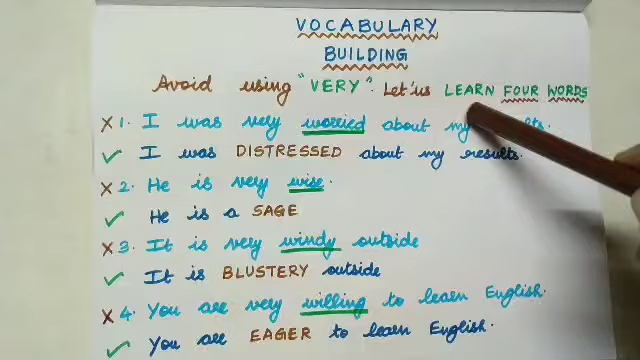 VOCABULARY
BUILDING
Avoid using "VERY". Let us LEARN FOUR WORDS
X 1. I was very worried about my
✓ I was DISTRESSED about my results.
X 2. He is very wise.
✓ He is a SAGE
X 3. It is very windy outside
✓ It is BLUSTERY outside
X 4. You are very willing to learn English.
✓ You are EAGER to learn English.